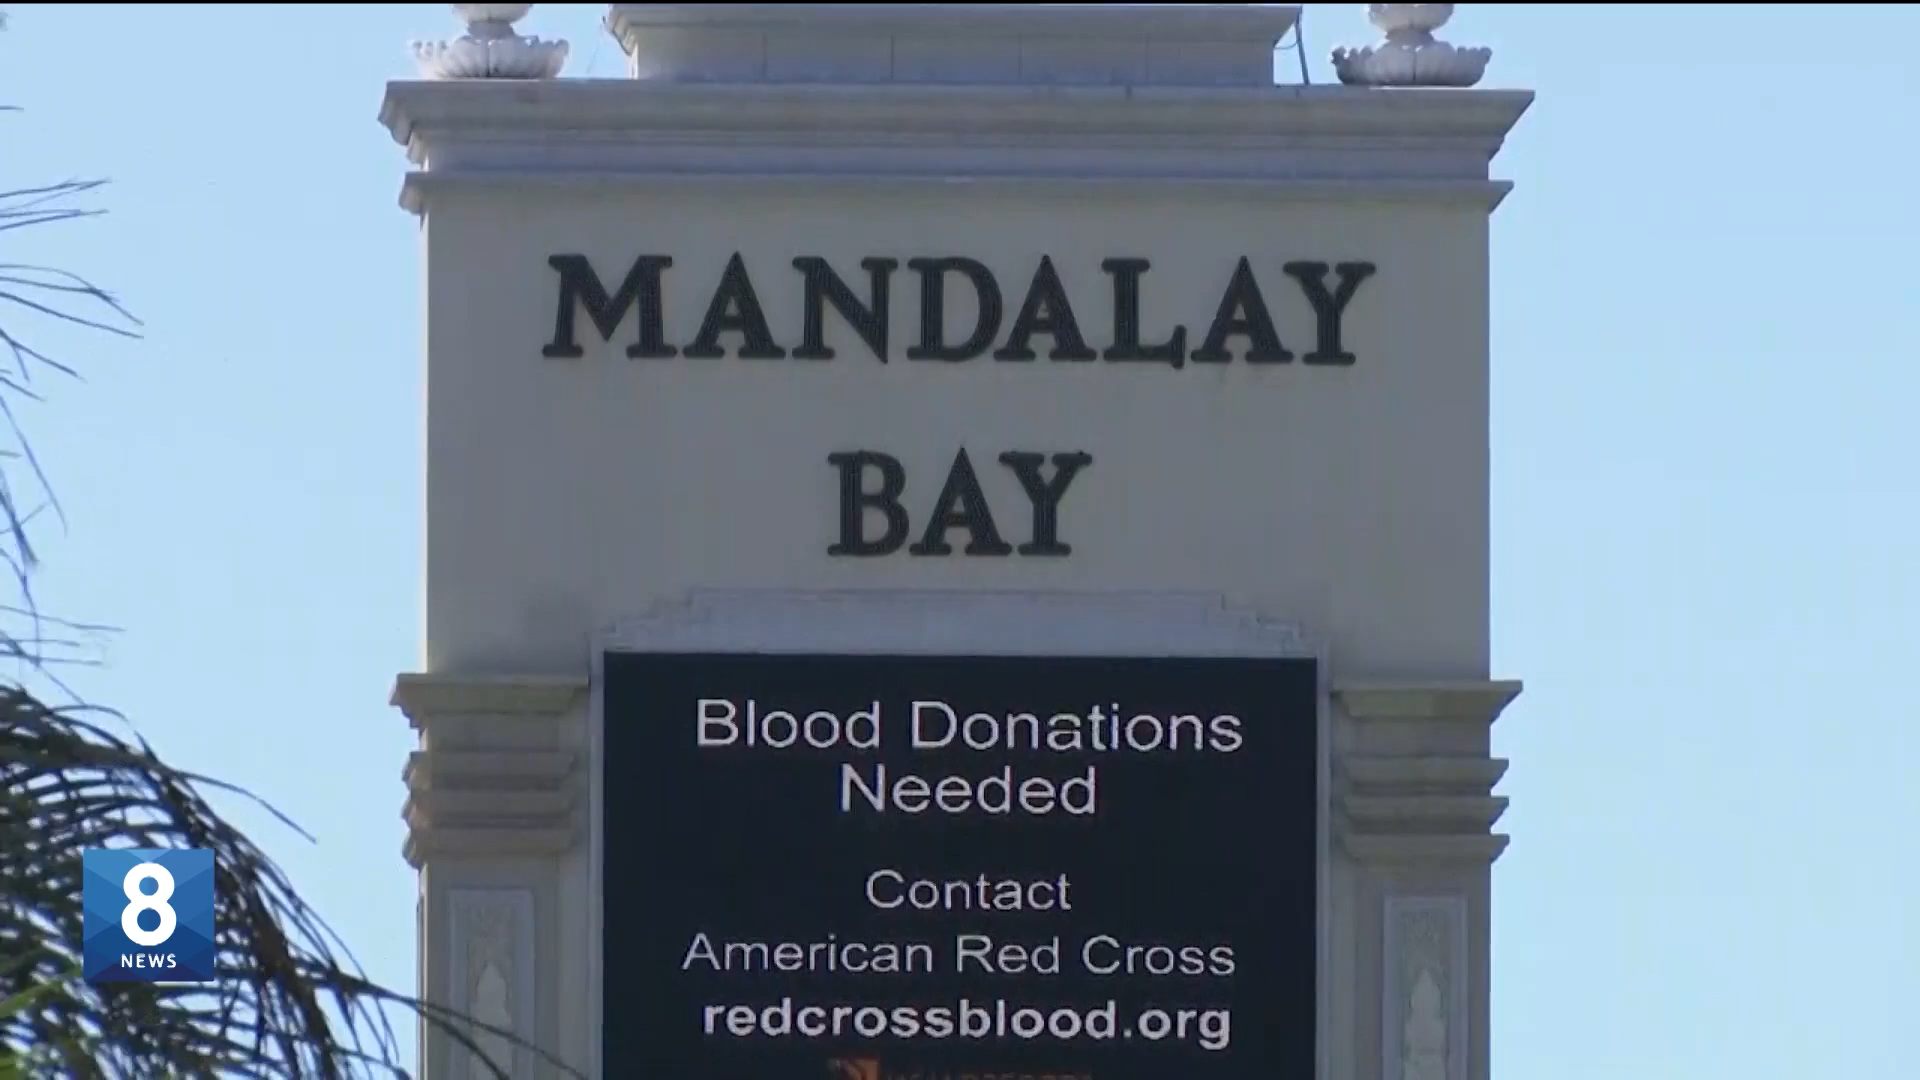 MANDALAY
BAY
Blood Donations
Needed
Contact
American Red Cross
redcrossblood.org
8
NEWS